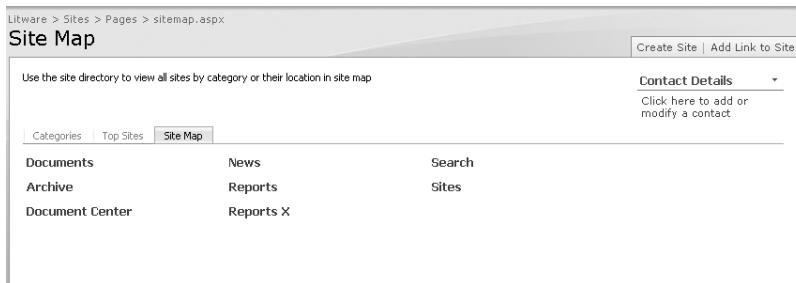 Litware > Sites > Pages > sitemap.aspx
Site Map
Create Site | Add Link to Site
Use the site directory to view all sites by category or their location in site map
Contact Details
Click here to add or
modify a contact
Categories Top Sites Site Map
Documents News Search
Archive Reports Sites
Document Center Reports X